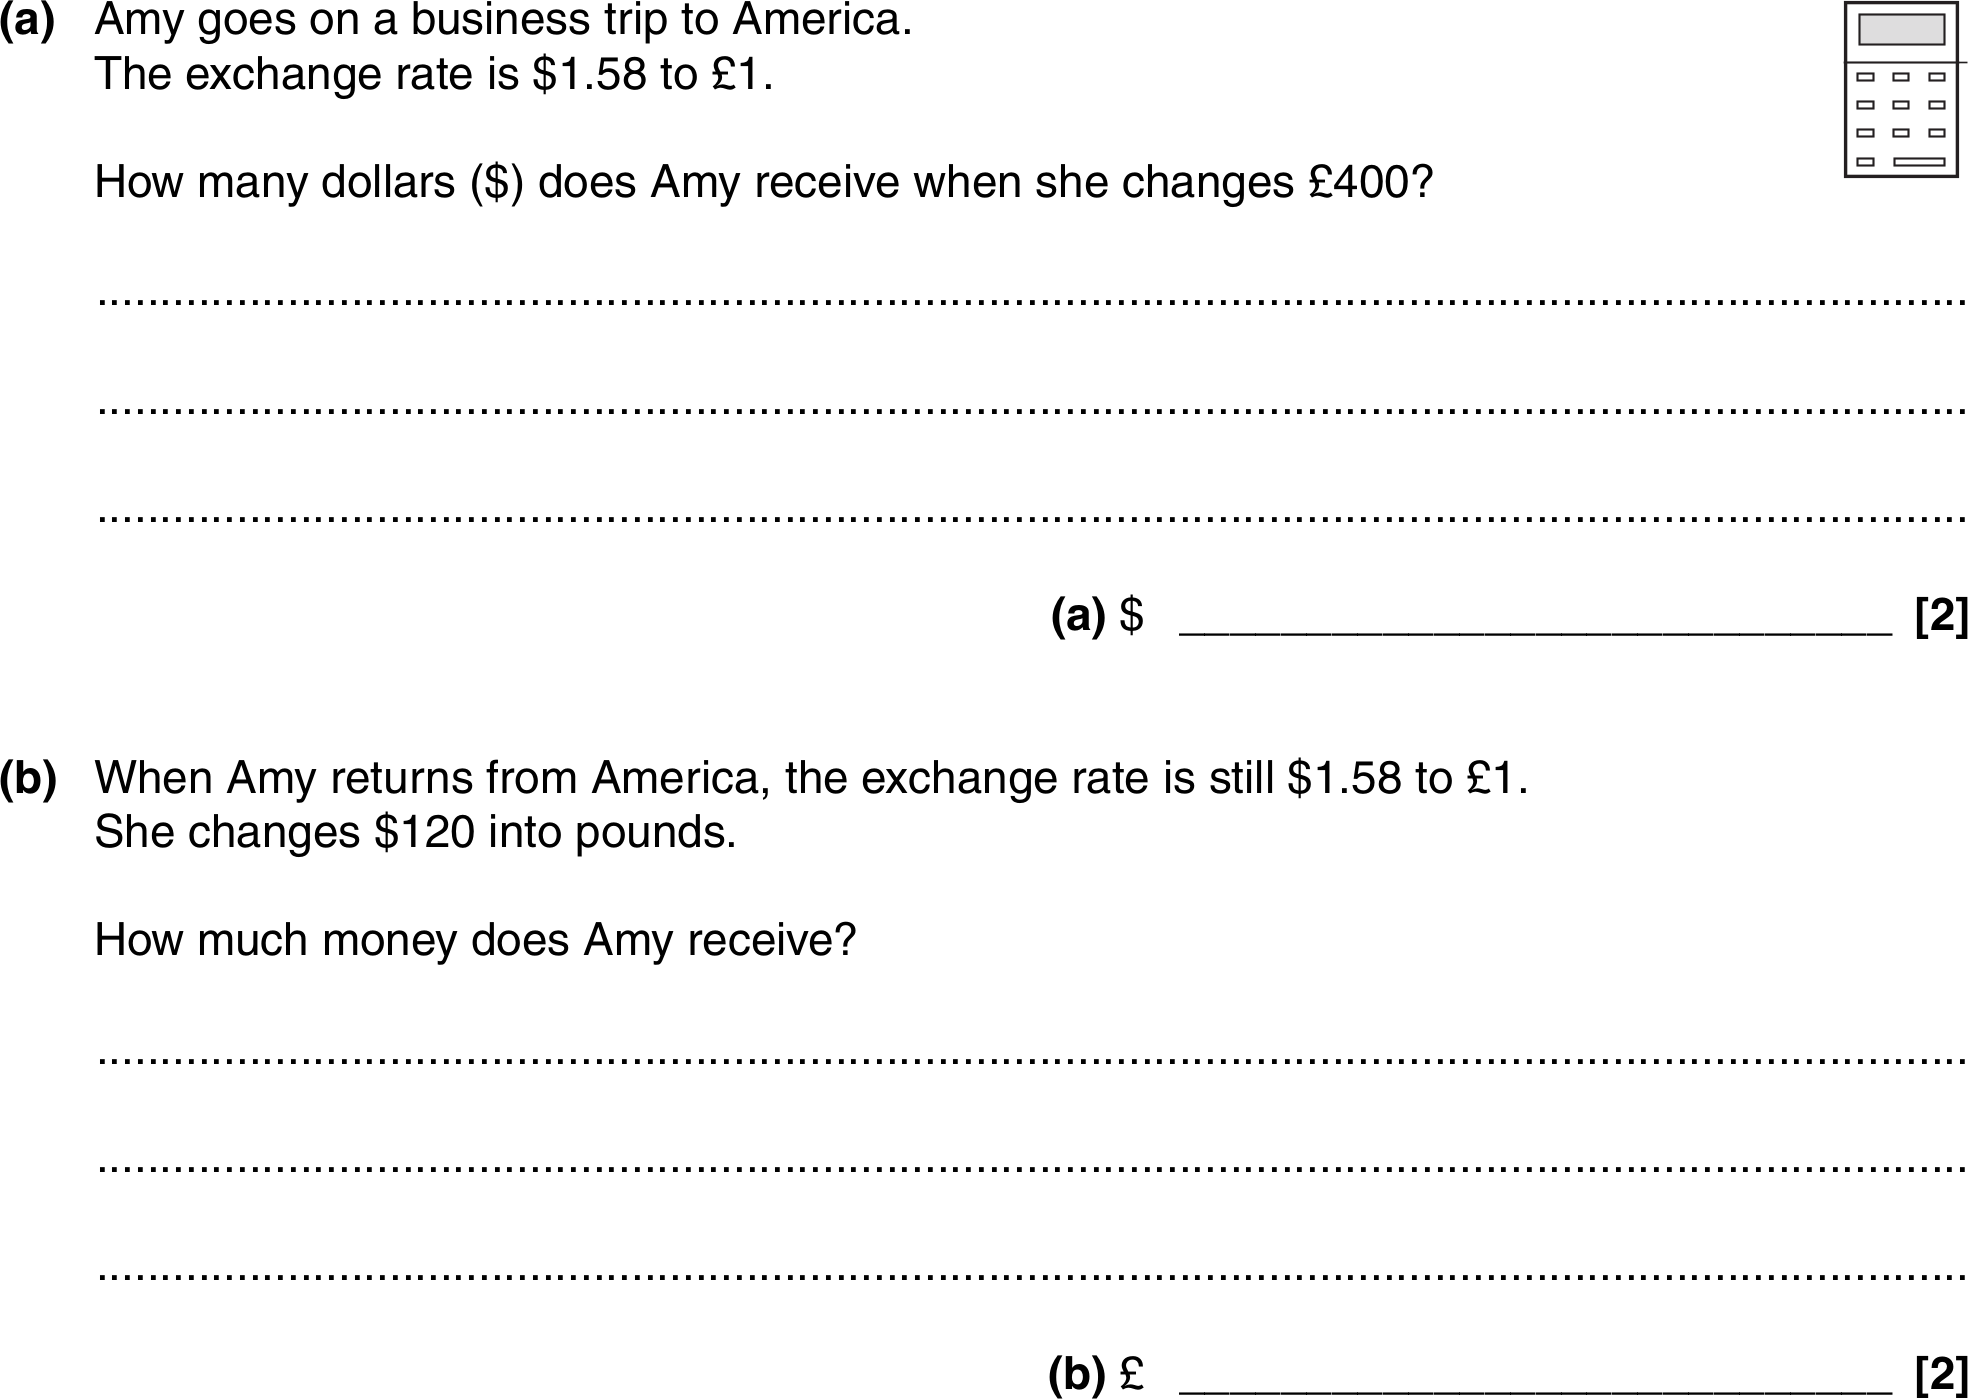 (a) Amy goes on a business trip to America.
The exchange rate is $1.58 to £1.
How many dollars ($) does Amy receive when she changes £400?
(a) $ ____________________________ [2]
(b) When Amy returns from America, the exchange rate is still $1.58 to £1.
She changes $120 into pounds.
How much money does Amy receive?
(b) £ ____________________________ [2]